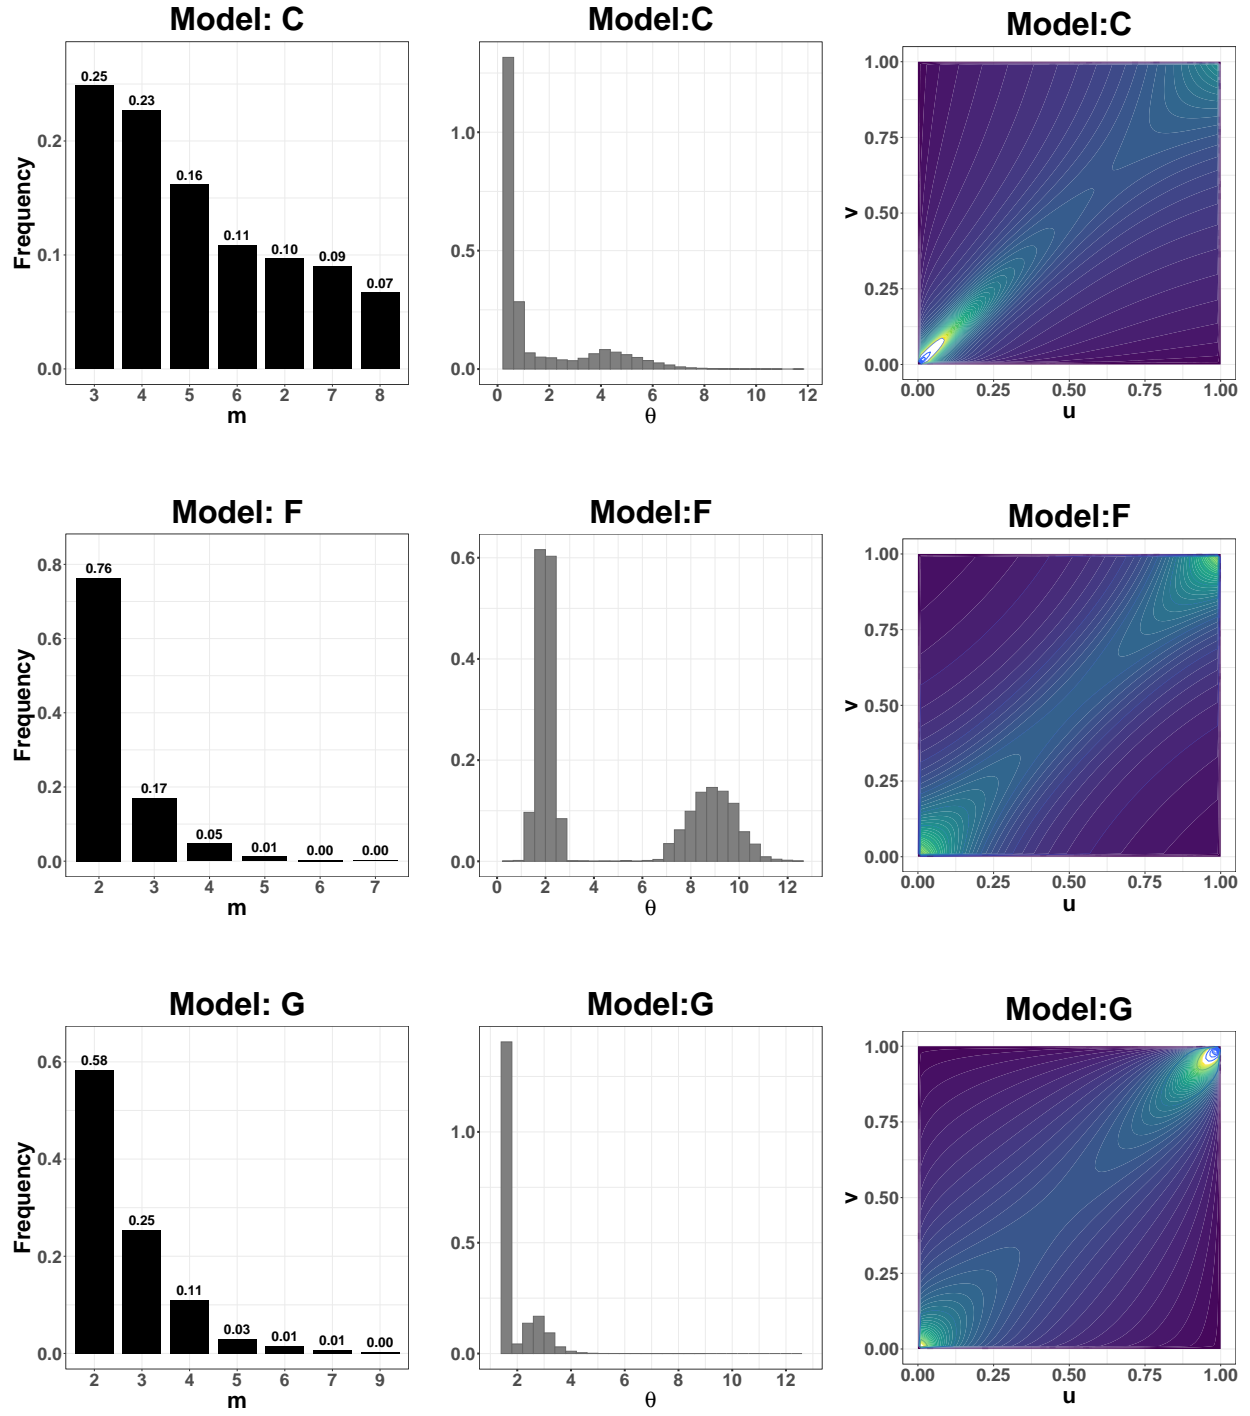 Model: C
Frequency
0.0 0.1 0.2
0.25 0.23 0.16 0.11 0.10 0.09 0.07
3 4 5 6 2 7 8
m
Model:C
0.0 0.5 1.0
0 2 4 6 8 10 12
θ
Model:C
v
0.00 0.25 0.50 0.75 1.00
0.00 0.25 0.50 0.75 1.00
u
Model: F
Frequency
0.0 0.2 0.4 0.6 0.8
0.76 0.17 0.05 0.01 0.00 0.00
2 3 4 5 6 7
m
Model:F
0.0 0.2 0.4 0.6
0 2 4 6 8 10 12
θ
Model:F
v
0.00 0.25 0.50 0.75 1.00
0.00 0.25 0.50 0.75 1.00
u
Model: G
Frequency
0.0 0.2 0.4 0.6
0.58 0.25 0.11 0.03 0.01 0.01 0.00
2 3 4 5 6 7 9
m
Model:G
0.0 0.5 1.0
2 4 6 8 10 12
θ
Model:G
v
0.00 0.25 0.50 0.75 1.00
0.00 0.25 0.50 0.75 1.00
u